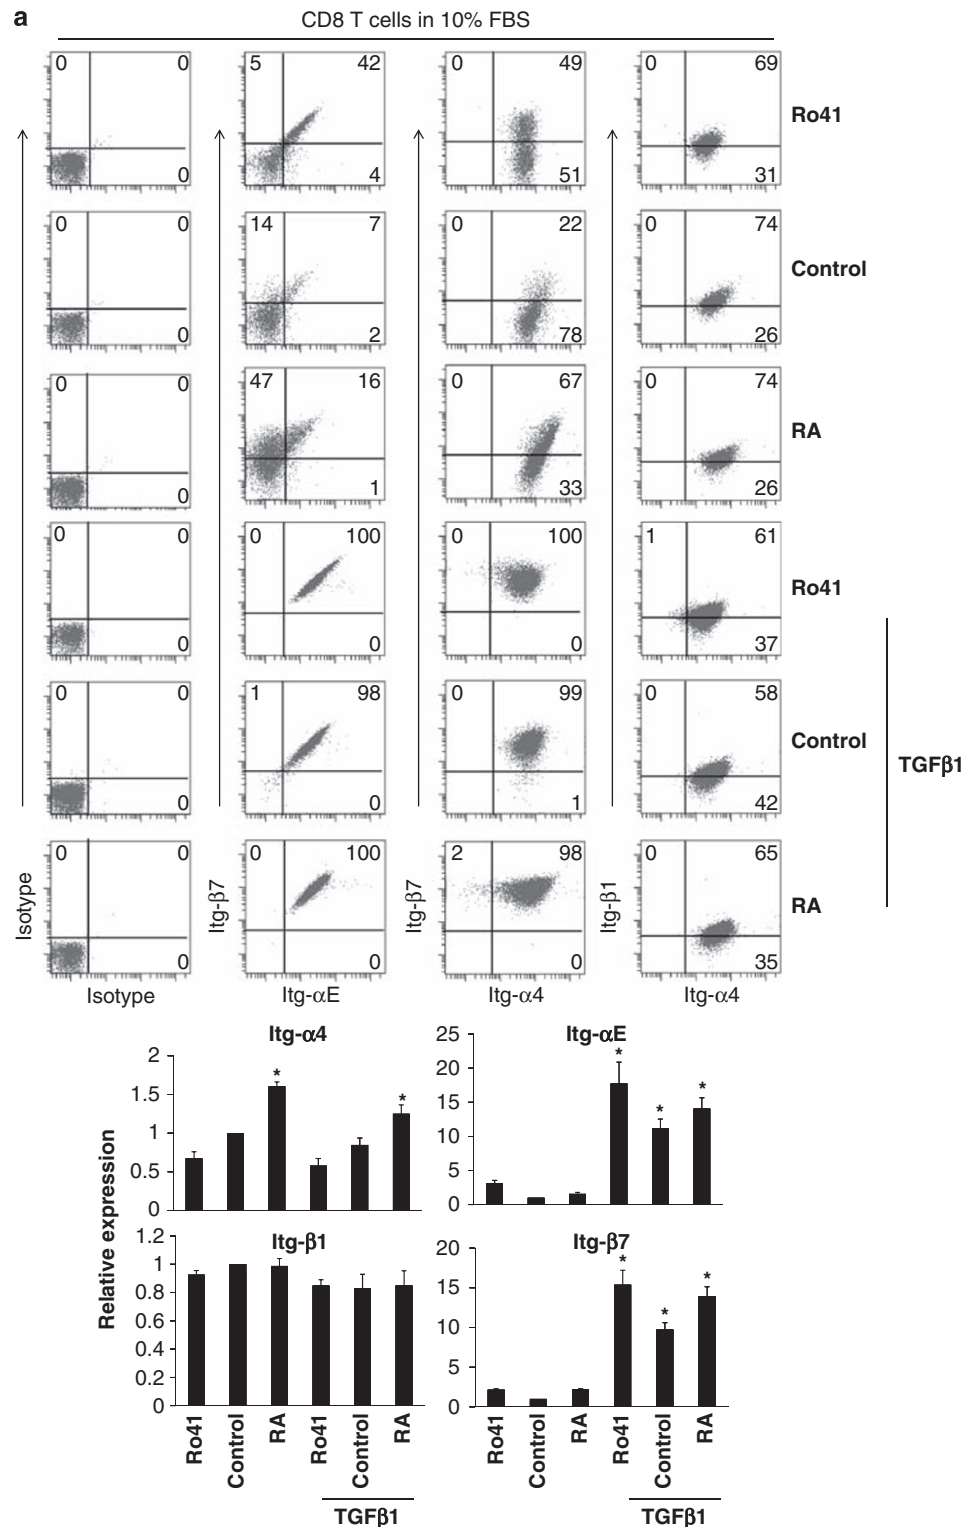 a
CD8 T cells in 10% FBS
0 0 5 42 0 49 0 69
Ro41
0 4 51 31
0 0 14 7 0 22 0 74
Control
0 2 78 26
0 0 47 16 0 67 0 74
RA
0 1 33 26
0 0 0 100 0 100 1 61
Ro41
0 0 0 37
0 0 1 98 0 99 0 58
Control
TGFβ1
0 0 1 42
0 0 0 100 2 98 0 65
RA
0 0 0 35
Isotype
Itg-β7
Itg-β7
Itg-β1
Isotype Itg-αE Itg-α4 Itg-α4
Relative expression
Itg-α4
2
1.5
1
0.5
0
*
*
Itg-αE
25
20
15
10
5
0
*
*
*
Itg-β1
1.2
1
0.8
0.6
0.4
0.2
0
Itg-β7
20
15
10
5
0
*
*
*
Ro41
Control
RA
Ro41
Control
RA
TGFβ1
Ro41
Control
RA
Ro41
Control
RA
TGFβ1